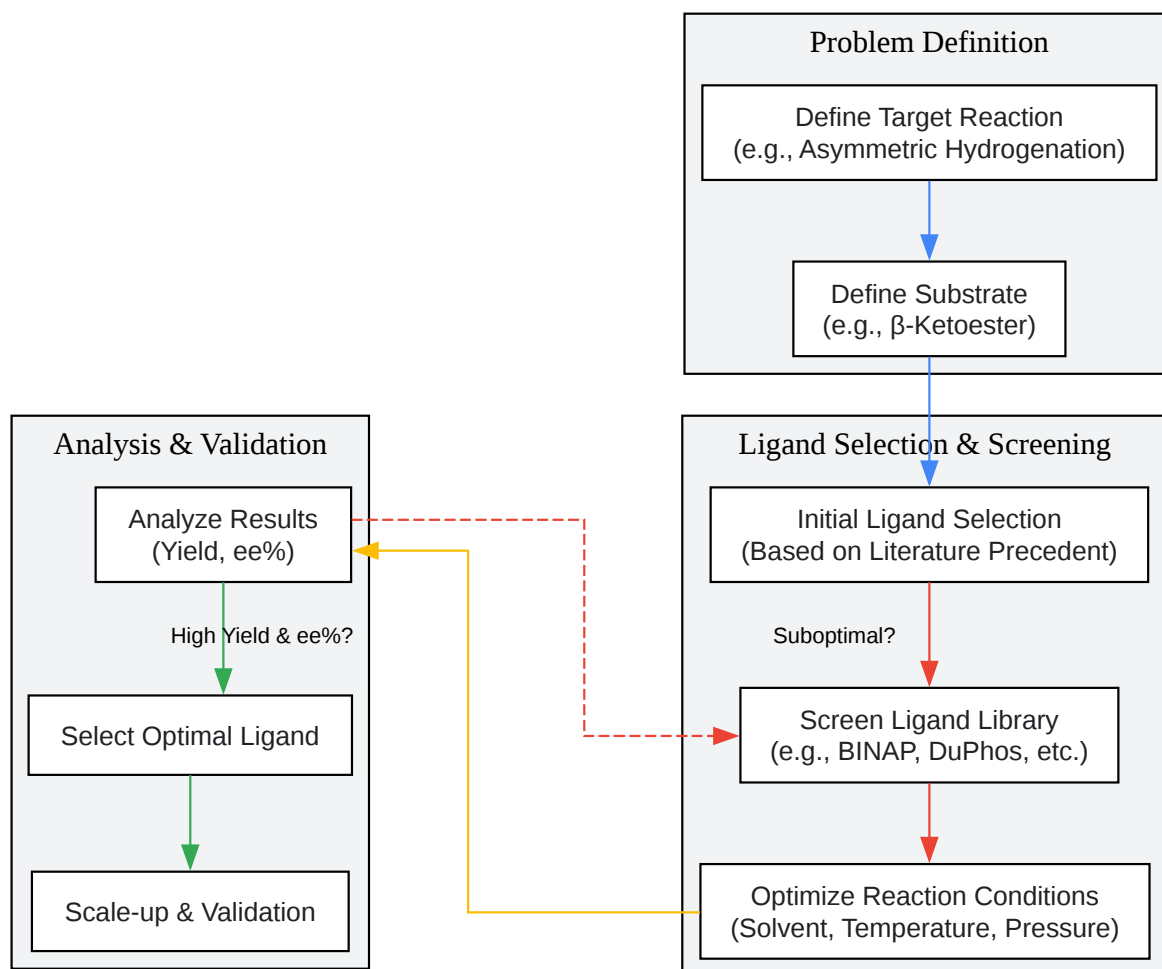 Problem Definition
Define Target Reaction
(e.g., Asymmetric Hydrogenation)
Define Substrate
(e.g., β-Ketoester)
Ligand Selection & Screening
Initial Ligand Selection
(Based on Literature Precedent)
Suboptimal?
Screen Ligand Library
(e.g., BINAP, DuPhos, etc.)
Optimize Reaction Conditions
(Solvent, Temperature, Pressure)
Analysis & Validation
Analyze Results
(Yield, ee%)
High Yield & ee%?
Select Optimal Ligand
Scale-up & Validation